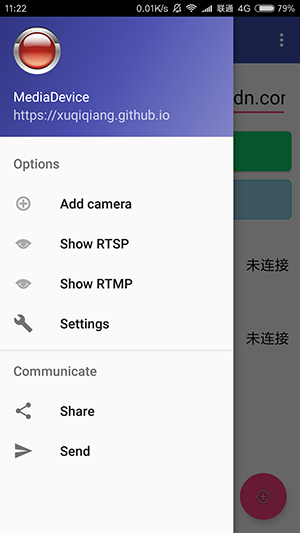 11:22
0.01K/s 联通 4G 79%
MediaDevice
https://xuqiqiang.github.io
dn.con
Options
Add camera
Show RTSP
未连接
Show RTMP
Settings
未连接
Communicate
Share
Send